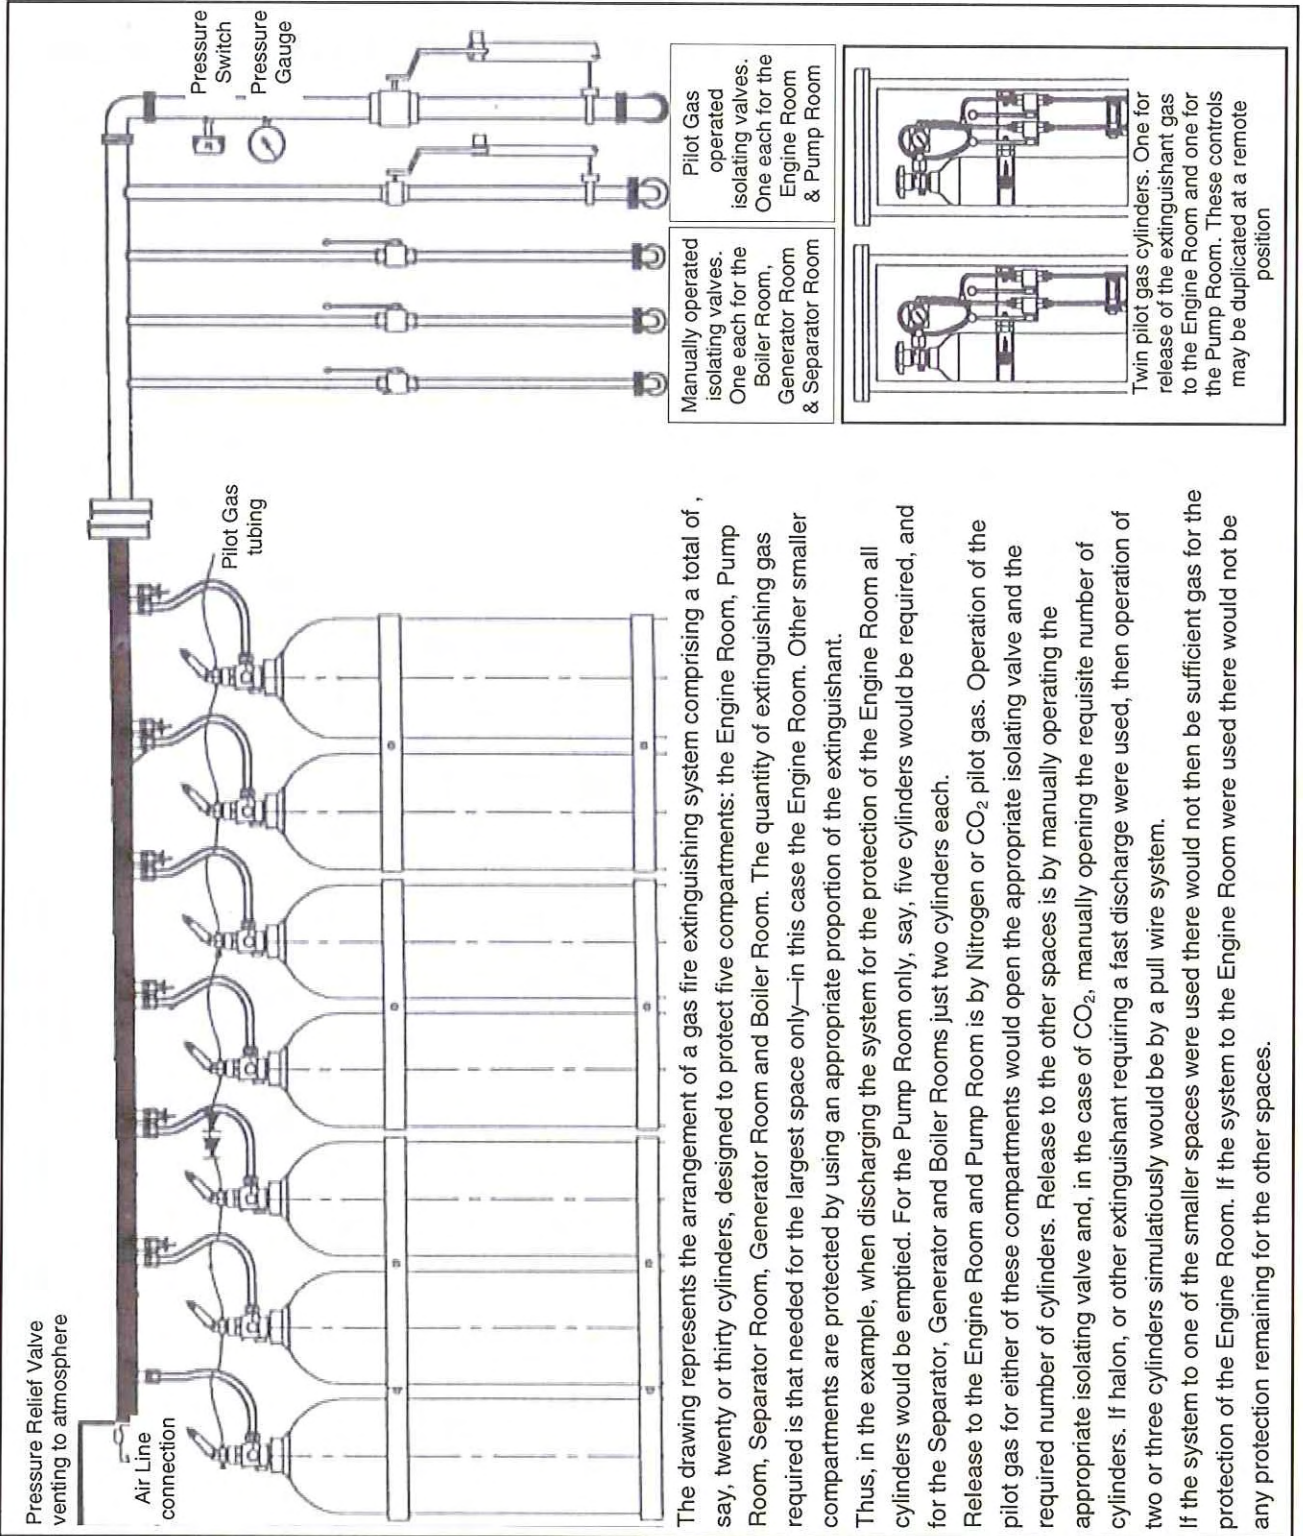 Pressure Relief Valve
venting to atmosphere
Air Line
connection
Pilot Gas
tubing
Pressure
Switch
Pressure
Gauge
Manually operated
isolating valves.
One each for the
Boiler Room,
Generator Room
& Separator Room
Pilot Gas
operated
isolating valves.
One each for the
Engine Room
& Pump Room
Twin pilot gas cylinders. One for
release of the extinguishant gas
to the Engine Room and one for
the Pump Room. These controls
may be duplicated at a remote
position
The drawing represents the arrangement of a gas fire extinguishing system comprising a total of ,
say, twenty or thirty cylinders, designed to protect five compartments: the Engine Room, Pump
Room, Separator Room, Generator Room and Boiler Room. The quantity of extinguishing gas
required is that needed for the largest space only—in this case the Engine Room. Other smaller
compartments are protected by using an appropriate proportion of the extinguishant.
Thus, in the example, when discharging the system for the protection of the Engine Room all
cylinders would be emptied. For the Pump Room only, say, five cylinders would be required, and
for the Separator, Generator and Boiler Rooms just two cylinders each.
Release to the Engine Room and Pump Room is by Nitrogen or CO₂ pilot gas. Operation of the
pilot gas for either of these compartments would open the appropriate isolating valve and the
required number of cylinders. Release to the other spaces is by manually operating the
appropriate isolating valve and, in the case of CO₂, manually opening the requisite number of
cylinders. If halon, or other extinguishant requiring a fast discharge were used, then operation of
two or three cylinders simulatiously would be by a pull wire system.
If the system to one of the smaller spaces were used there would not then be sufficient gas for the
protection of the Engine Room. If the system to the Engine Room were used there would not be
any protection remaining for the other spaces.